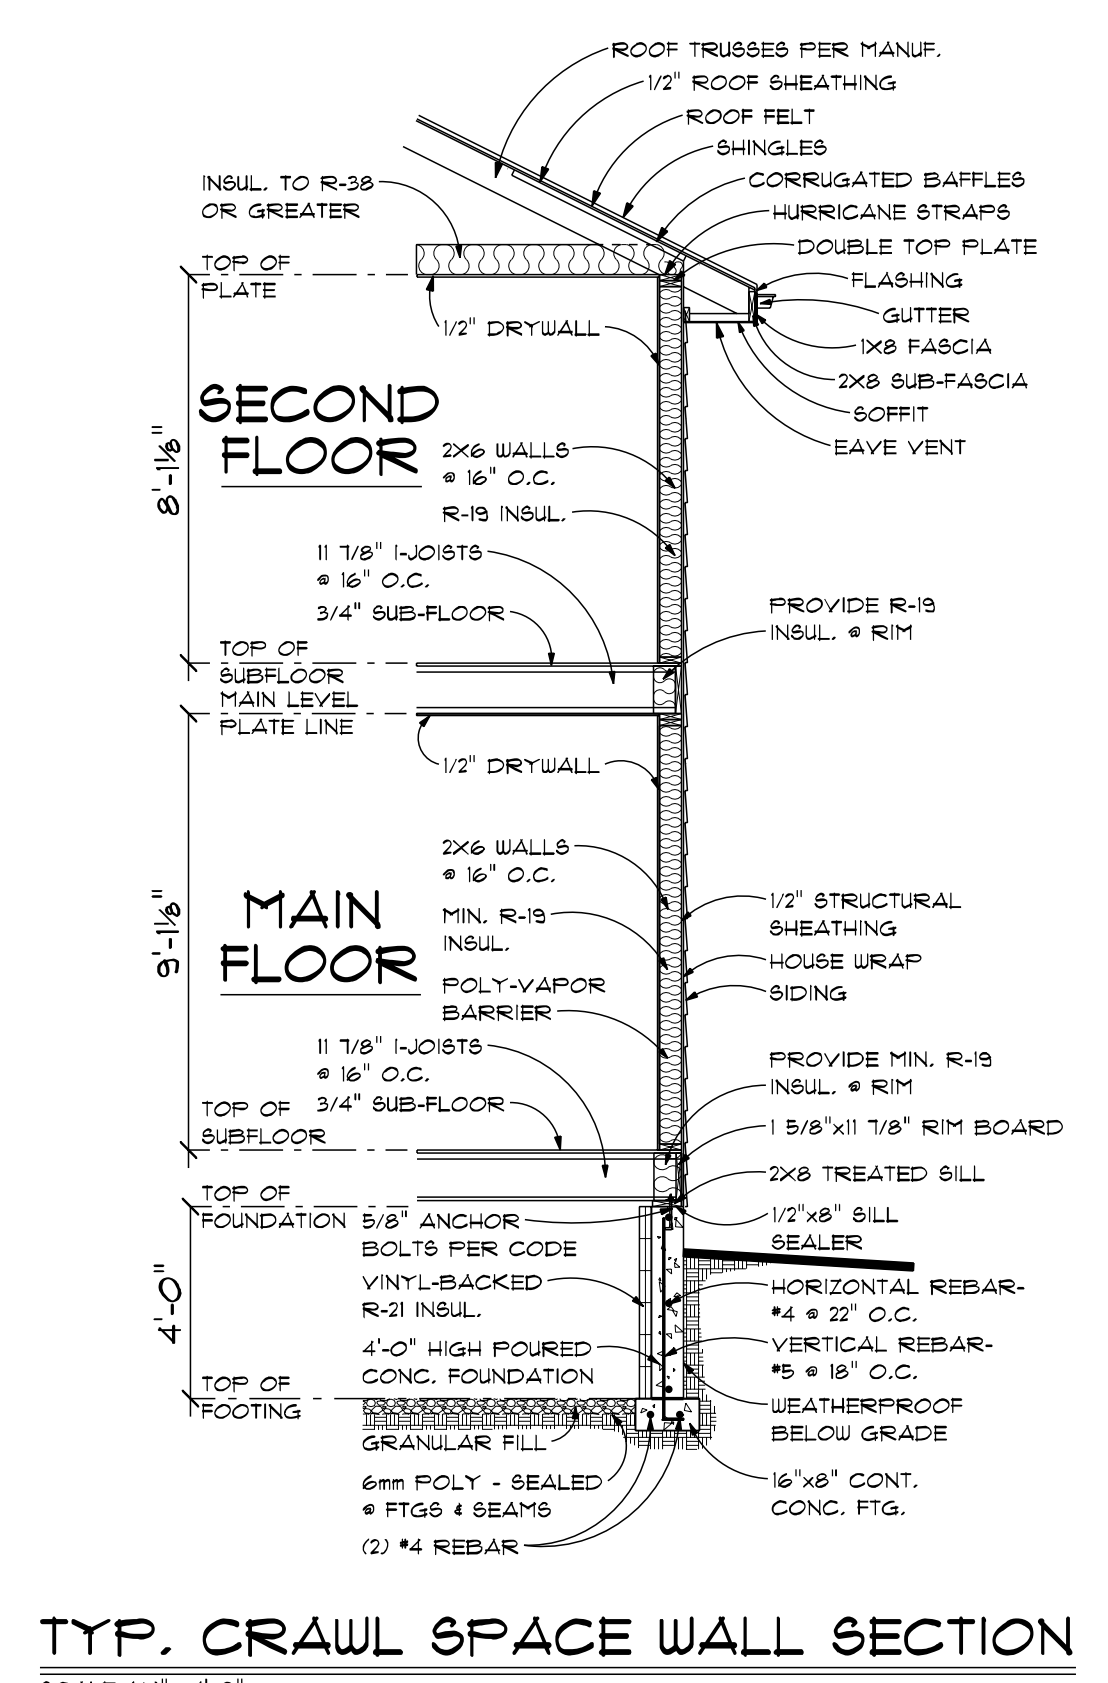 ROOF TRUSSES PER MANUF.
1/2" ROOF SHEATHING
ROOF FELT
SHINGLES
CORRUGATED BAFFLES
HURRICANE STRAPS
DOUBLE TOP PLATE
FLASHING
GUTTER
1X8 FASCIA
2X8 SUB-FASCIA
SOFFIT
EAVE VENT
INSUL. TO R-38
OR GREATER
TOP OF
PLATE
1/2" DRYWALL
SECOND
FLOOR
8'-1⅛"
2X6 WALLS
@ 16" O.C.
R-19 INSUL.
11 7/8" I-JOISTS
@ 16" O.C.
3/4" SUB-FLOOR
PROVIDE R-19
INSUL. @ RIM
TOP OF
SUBFLOOR
MAIN LEVEL
PLATE LINE
1/2" DRYWALL
2X6 WALLS
@ 16" O.C.
MAIN
FLOOR
9'-1⅛"
MIN. R-19
INSUL.
POLY-VAPOR
BARRIER
1/2" STRUCTURAL
SHEATHING
HOUSE WRAP
SIDING
11 7/8" I-JOISTS
@ 16" O.C.
3/4" SUB-FLOOR
TOP OF
SUBFLOOR
PROVIDE MIN. R-19
INSUL. @ RIM
1 5/8"x11 7/8" RIM BOARD
2X8 TREATED SILL
1/2"x8" SILL
SEALER
TOP OF
FOUNDATION
5/8" ANCHOR
BOLTS PER CODE
VINYL-BACKED
R-21 INSUL.
4'-0" HIGH POURED
CONC. FOUNDATION
4'-0"
HORIZONTAL REBAR-
#4 @ 22" O.C.
VERTICAL REBAR-
#5 @ 18" O.C.
WEATHERPROOF
BELOW GRADE
16"x8" CONT.
CONC. FTG.
TOP OF
FOOTING
GRANULAR FILL
6mm POLY - SEALED
@ FTGS & SEAMS
(2) #4 REBAR
TYP. CRAWL SPACE WALL SECTION